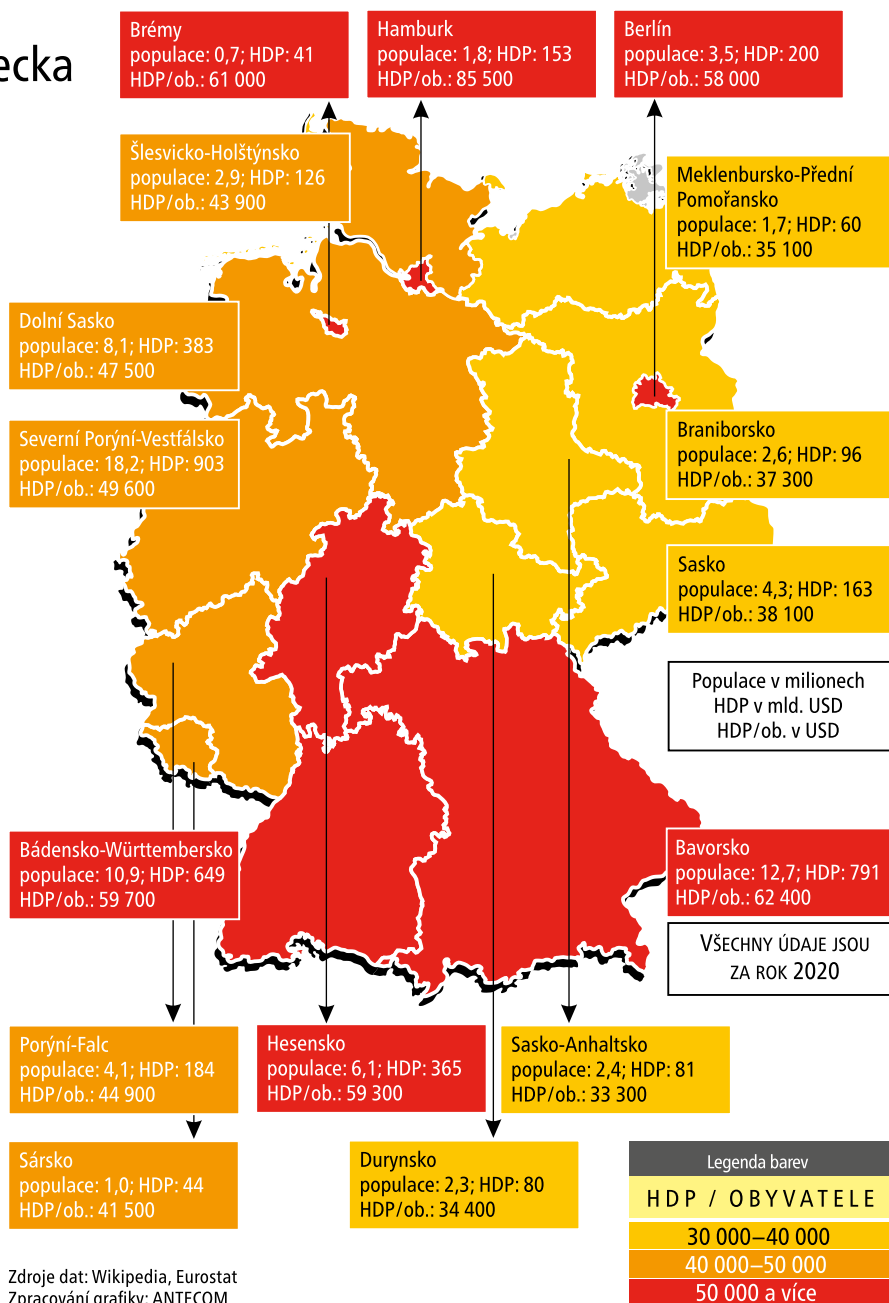 ecka
Brémy
populace: 0,7; HDP: 41
HDP/ob.: 61 000
Hamburk
populace: 1,8; HDP: 153
HDP/ob.: 85 500
Berlín
populace: 3,5; HDP: 200
HDP/ob.: 58 000
Šlesvicko-Holštýnsko
populace: 2,9; HDP: 126
HDP/ob.: 43 900
Meklenbursko-Přední
Pomořansko
populace: 1,7; HDP: 60
HDP/ob.: 35 100
Dolní Sasko
populace: 8,1; HDP: 383
HDP/ob.: 47 500
Severní Porýní-Vestfálsko
populace: 18,2; HDP: 903
HDP/ob.: 49 600
Braniborsko
populace: 2,6; HDP: 96
HDP/ob.: 37 300
Sasko
populace: 4,3; HDP: 163
HDP/ob.: 38 100
Populace v milionech
HDP v mld. USD
HDP/ob. v USD
Bádensko-Württembersko
populace: 10,9; HDP: 649
HDP/ob.: 59 700
Bavorsko
populace: 12,7; HDP: 791
HDP/ob.: 62 400
VŠECHNY ÚDAJE JSOU
ZA ROK 2020
Porýní-Falc
populace: 4,1; HDP: 184
HDP/ob.: 44 900
Hesensko
populace: 6,1; HDP: 365
HDP/ob.: 59 300
Sasko-Anhaltsko
populace: 2,4; HDP: 81
HDP/ob.: 33 300
Sársko
populace: 1,0; HDP: 44
HDP/ob.: 41 500
Durynsko
populace: 2,3; HDP: 80
HDP/ob.: 34 400
Legenda barev
HDP / OBYVATELE
30 000–40 000
40 000–50 000
50 000 a více
Zdroje dat: Wikipedia, Eurostat
Zpracování grafiky: ANTECOM